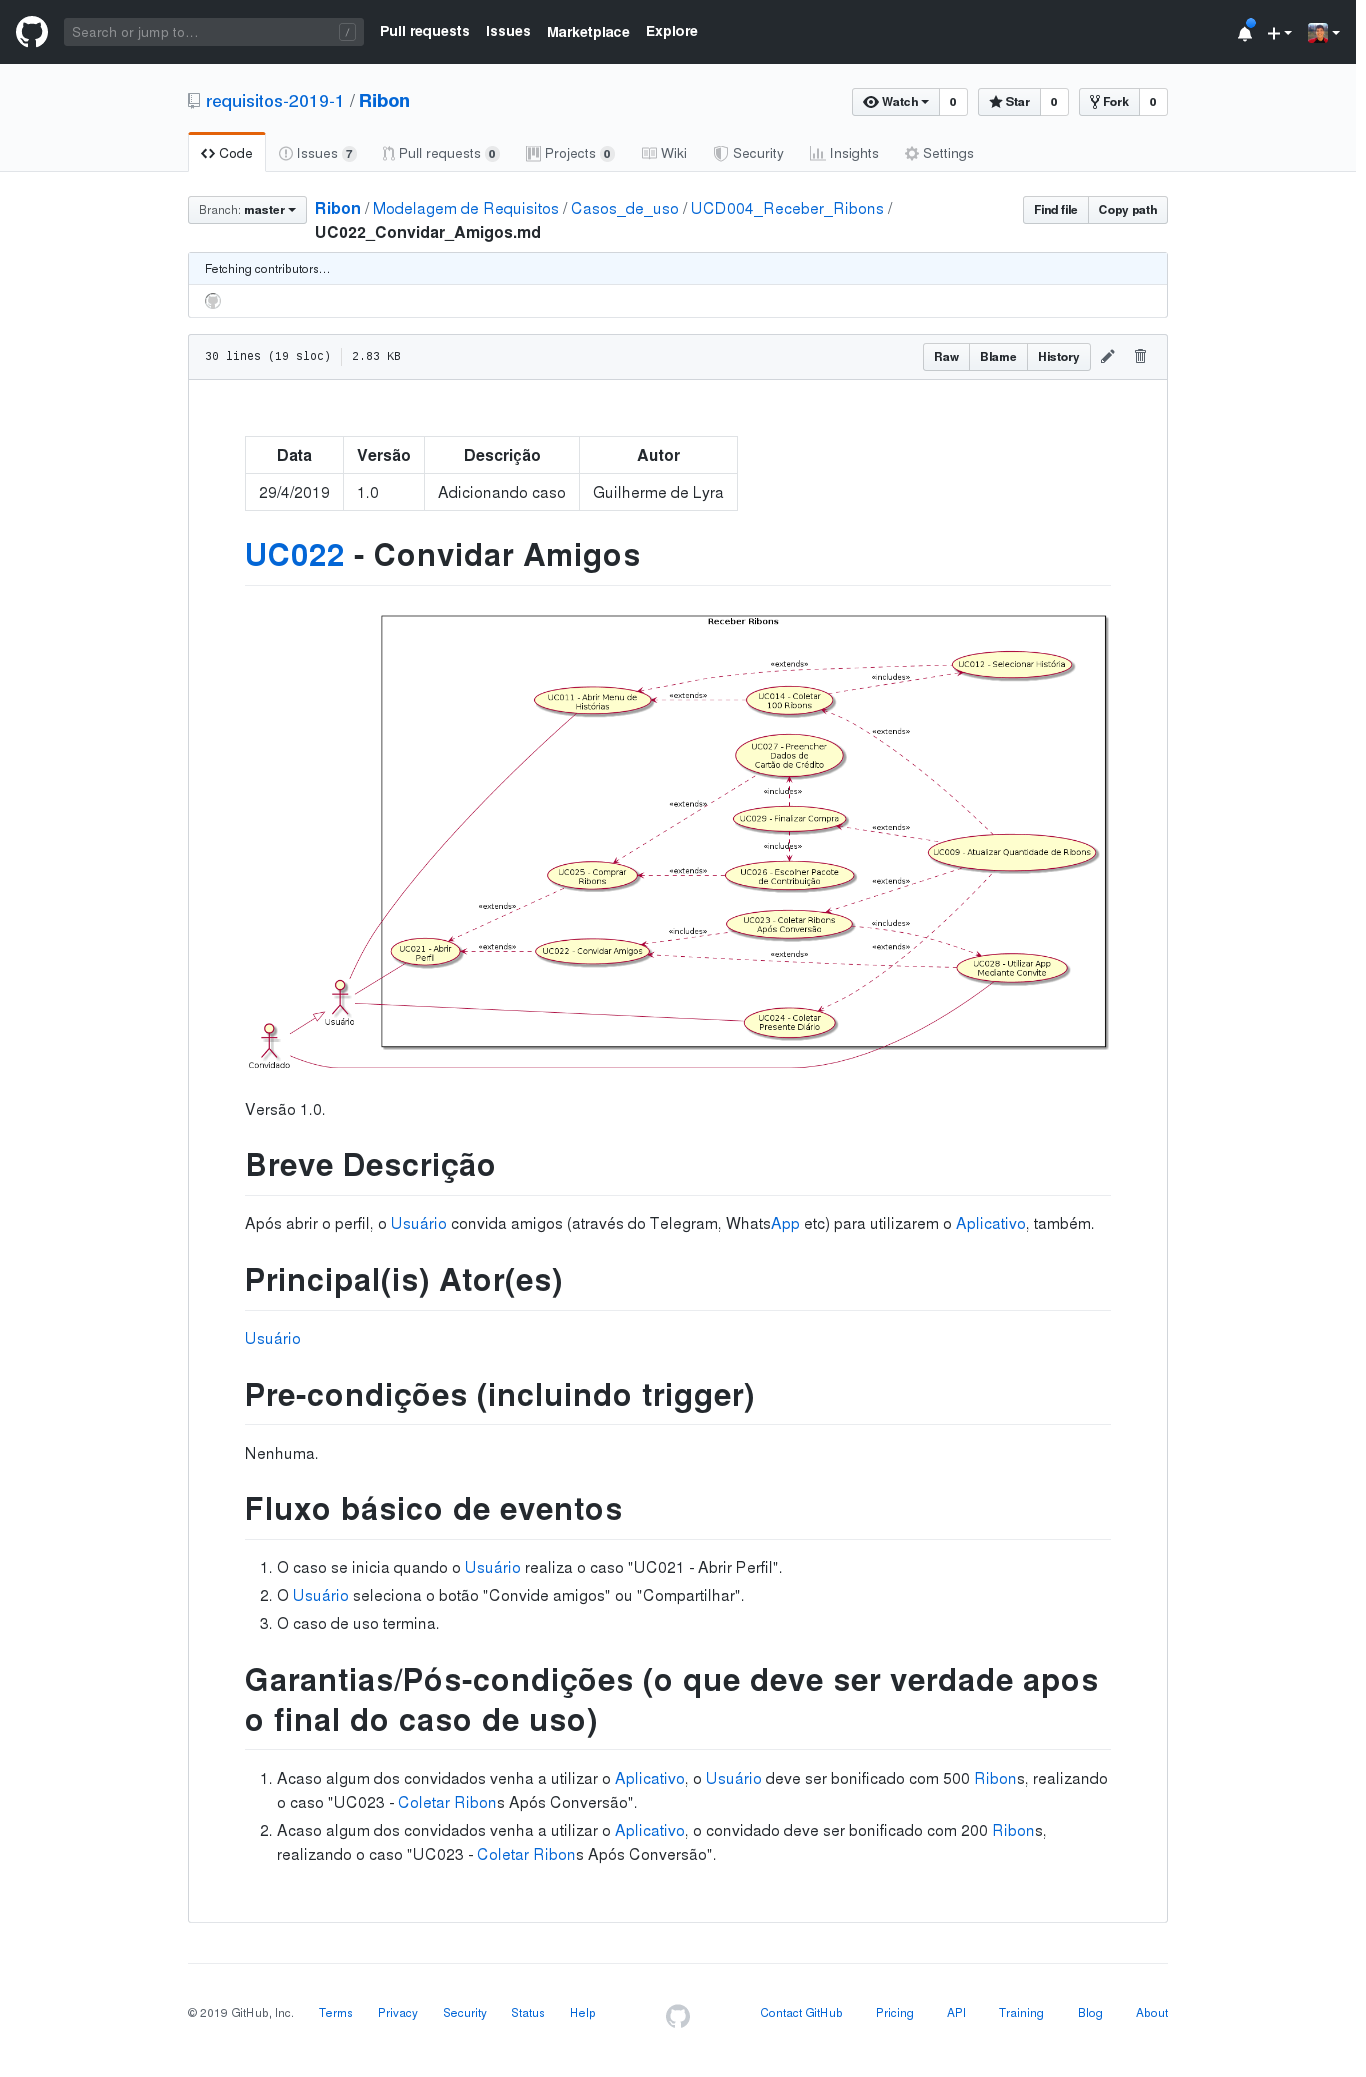 Search or jump to… /
Pull requests Issues Marketplace Explore
requisitos-2019-1 / Ribon
Watch 0 Star 0 Fork 0
Code Issues 7 Pull requests 0 Projects 0 Wiki Security Insights Settings
Branch: master
Ribon / Modelagem de Requisitos / Casos_de_uso / UCD004_Receber_Ribons /
UC022_Convidar_Amigos.md
Find file Copy path
Fetching contributors…
30 lines (19 sloc) 2.83 KB
Raw Blame History
Data Versão Descrição Autor
29/4/2019 1.0 Adicionando caso Guilherme de Lyra
UC022 - Convidar Amigos
Receber Ribons
«extends»
UC012 - Selecionar História
«includes»
UC011 - Abrir Menu de
Histórias
«extends»
UC014 - Coletar
100 Ribons
«extends»
UC027 - Preencher
Dados de
Cartão de Crédito
«includes»
«extends»
UC029 - Finalizar Compra
«extends»
«includes»
UC009 - Atualizar Quantidade de Ribons
UC025 - Comprar
Ribons
«extends»
UC026 - Escolher Pacote
de Contribuição
«extends»
«extends»
UC023 - Coletar Ribons
Após Conversão
«extends»
«includes»
UC021 - Abrir
Perfil
«extends»
UC022 - Convidar Amigos
«extends»
«extends»
UC028 - Utilizar App
Mediante Convite
Usuário
UC024 - Coletar
Presente Diário
Convidado
Versão 1.0.
Breve Descrição
Após abrir o perfil, o Usuário convida amigos (através do Telegram, WhatsApp etc) para utilizarem o Aplicativo, também.
Principal(is) Ator(es)
Usuário
Pre-condições (incluindo trigger)
Nenhuma.
Fluxo básico de eventos
1. O caso se inicia quando o Usuário realiza o caso "UC021 - Abrir Perfil".
2. O Usuário seleciona o botão "Convide amigos" ou "Compartilhar".
3. O caso de uso termina.
Garantias/Pós-condições (o que deve ser verdade apos
o final do caso de uso)
1. Acaso algum dos convidados venha a utilizar o Aplicativo, o Usuário deve ser bonificado com 500 Ribons, realizando
o caso "UC023 - Coletar Ribons Após Conversão".
2. Acaso algum dos convidados venha a utilizar o Aplicativo, o convidado deve ser bonificado com 200 Ribons,
realizando o caso "UC023 - Coletar Ribons Após Conversão".
© 2019 GitHub, Inc. Terms Privacy Security Status Help Contact GitHub Pricing API Training Blog About